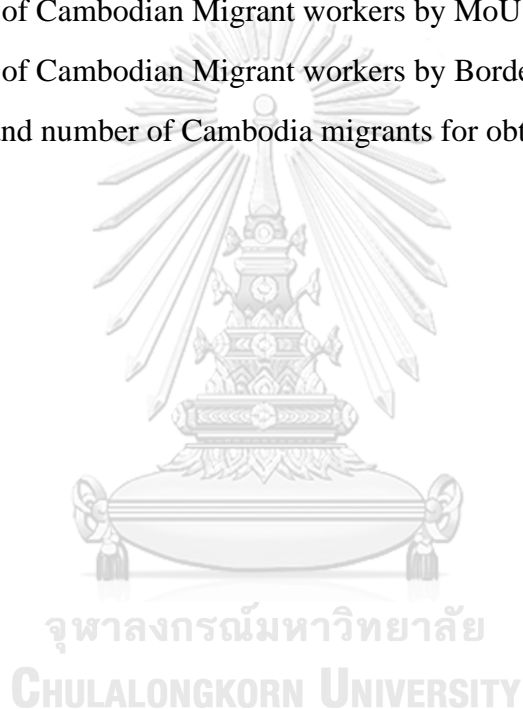 of Cambodian Migrant workers by MoU
of Cambodian Migrant workers by Borde
and number of Cambodia migrants for obt
จุฬาลงกรณ์มหาวิทยาลัย
CHULALONGKORN UNIVERSITY